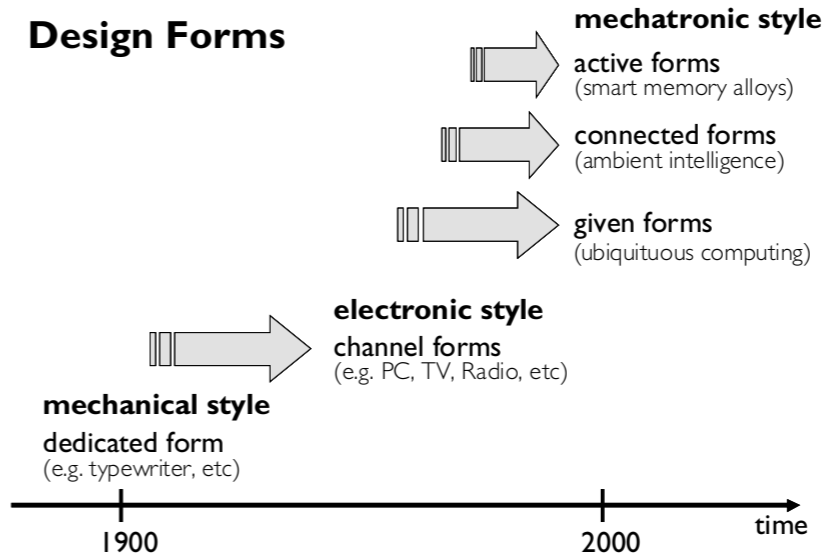 Design Forms
mechatronic style
active forms
(smart memory alloys)
connected forms
(ambient intelligence)
given forms
(ubiquituous computing)
electronic style
channel forms
(e.g. PC, TV, Radio, etc)
mechanical style
dedicated form
(e.g. typewriter, etc)
time
1900
2000